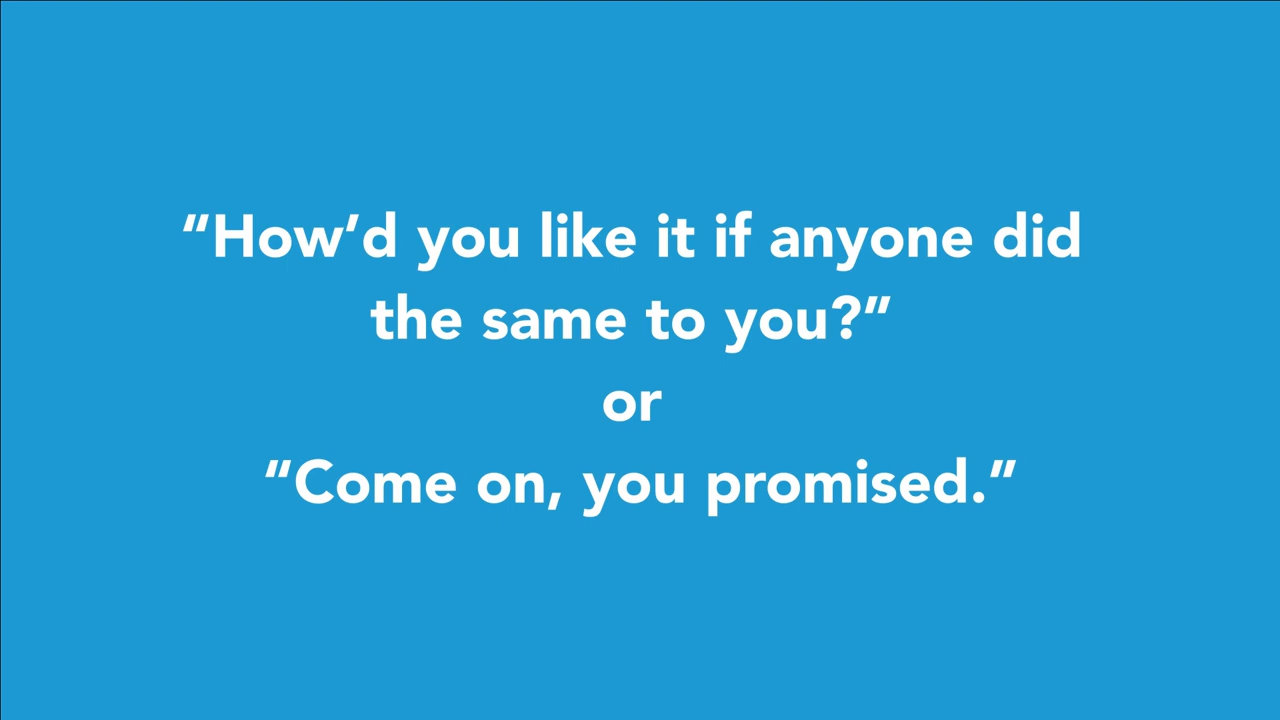 “How’d you like it if anyone did
the same to you?”
or
“Come on, you promised.”